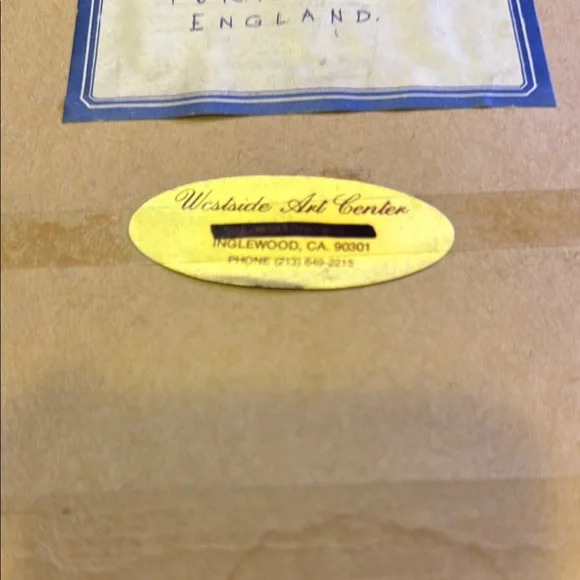 ENGLAND.
Westside Art Center
INGLEWOOD, CA. 90301
PHONE (213) 649-2215